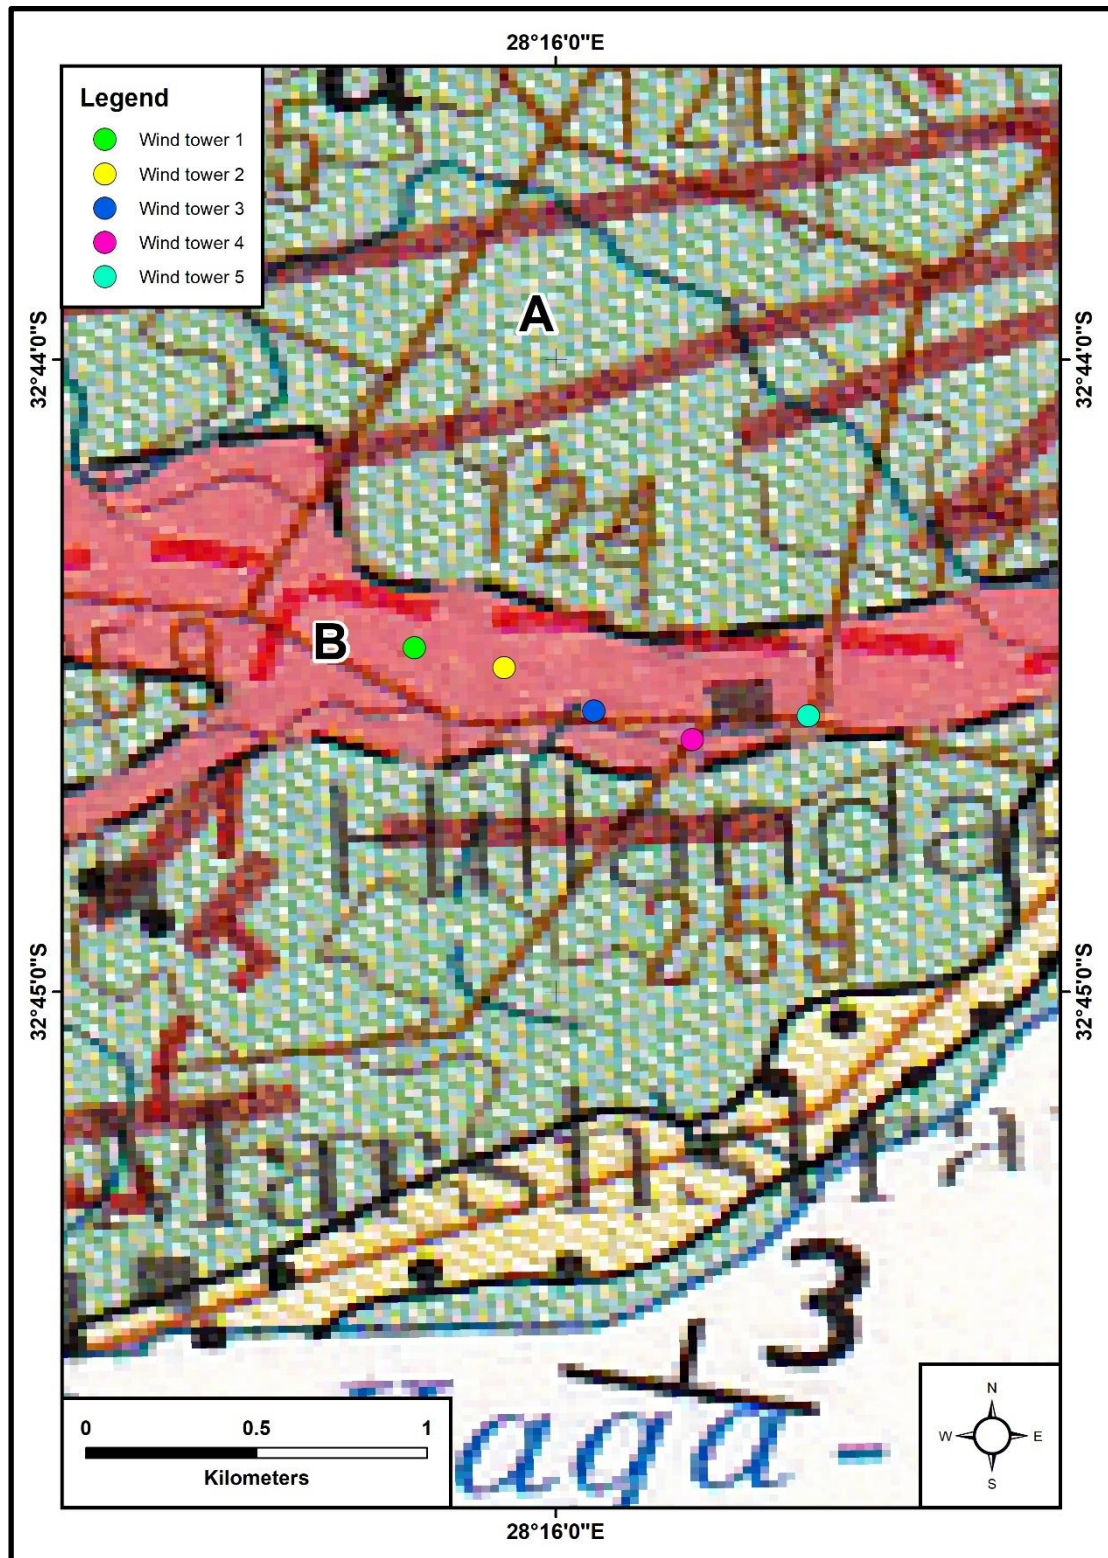 28°16'0"E
Legend
Wind tower 1
Wind tower 2
Wind tower 3
Wind tower 4
Wind tower 5
A
32°44'0"S
32°44'0"S
124
B
259
32°45'0"S
32°45'0"S
3
N
W E
S
0 0.5 1
Kilometers
aga -
28°16'0"E